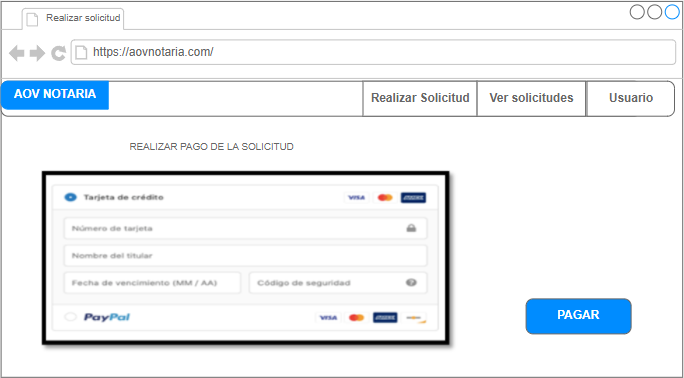 Realizar solicitud
https://aovnotaria.com/
AOV NOTARIA
Realizar Solicitud
Ver solicitudes
Usuario
REALIZAR PAGO DE LA SOLICITUD
Tarjeta de crédito
VISA
Número de tarjeta
Nombre del titular
Fecha de vencimiento (MM / AA)
Código de seguridad
PayPal
VISA
PAGAR